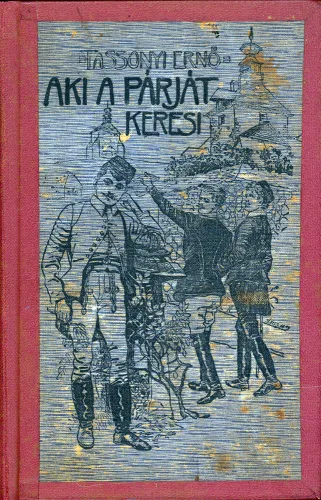 TASSONYI ERNŐ
AKI A PÁRJÁT
KERESI